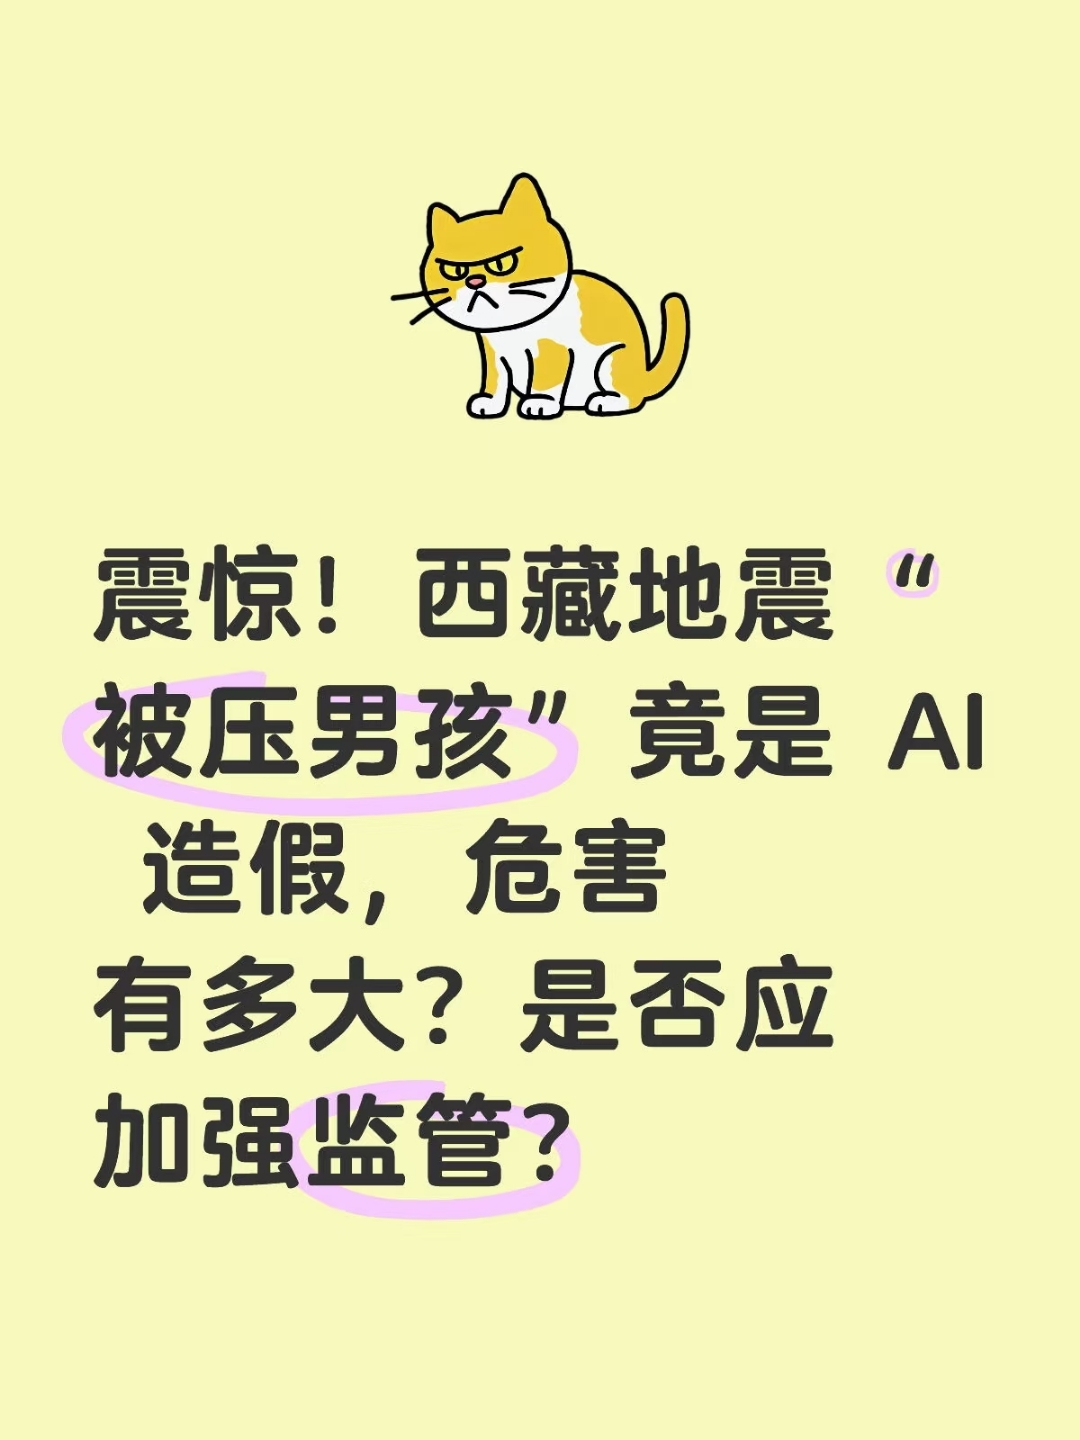 震惊！西藏地震“
被压男孩”竟是 AI
造假，危害
有多大？是否应
加强监管？